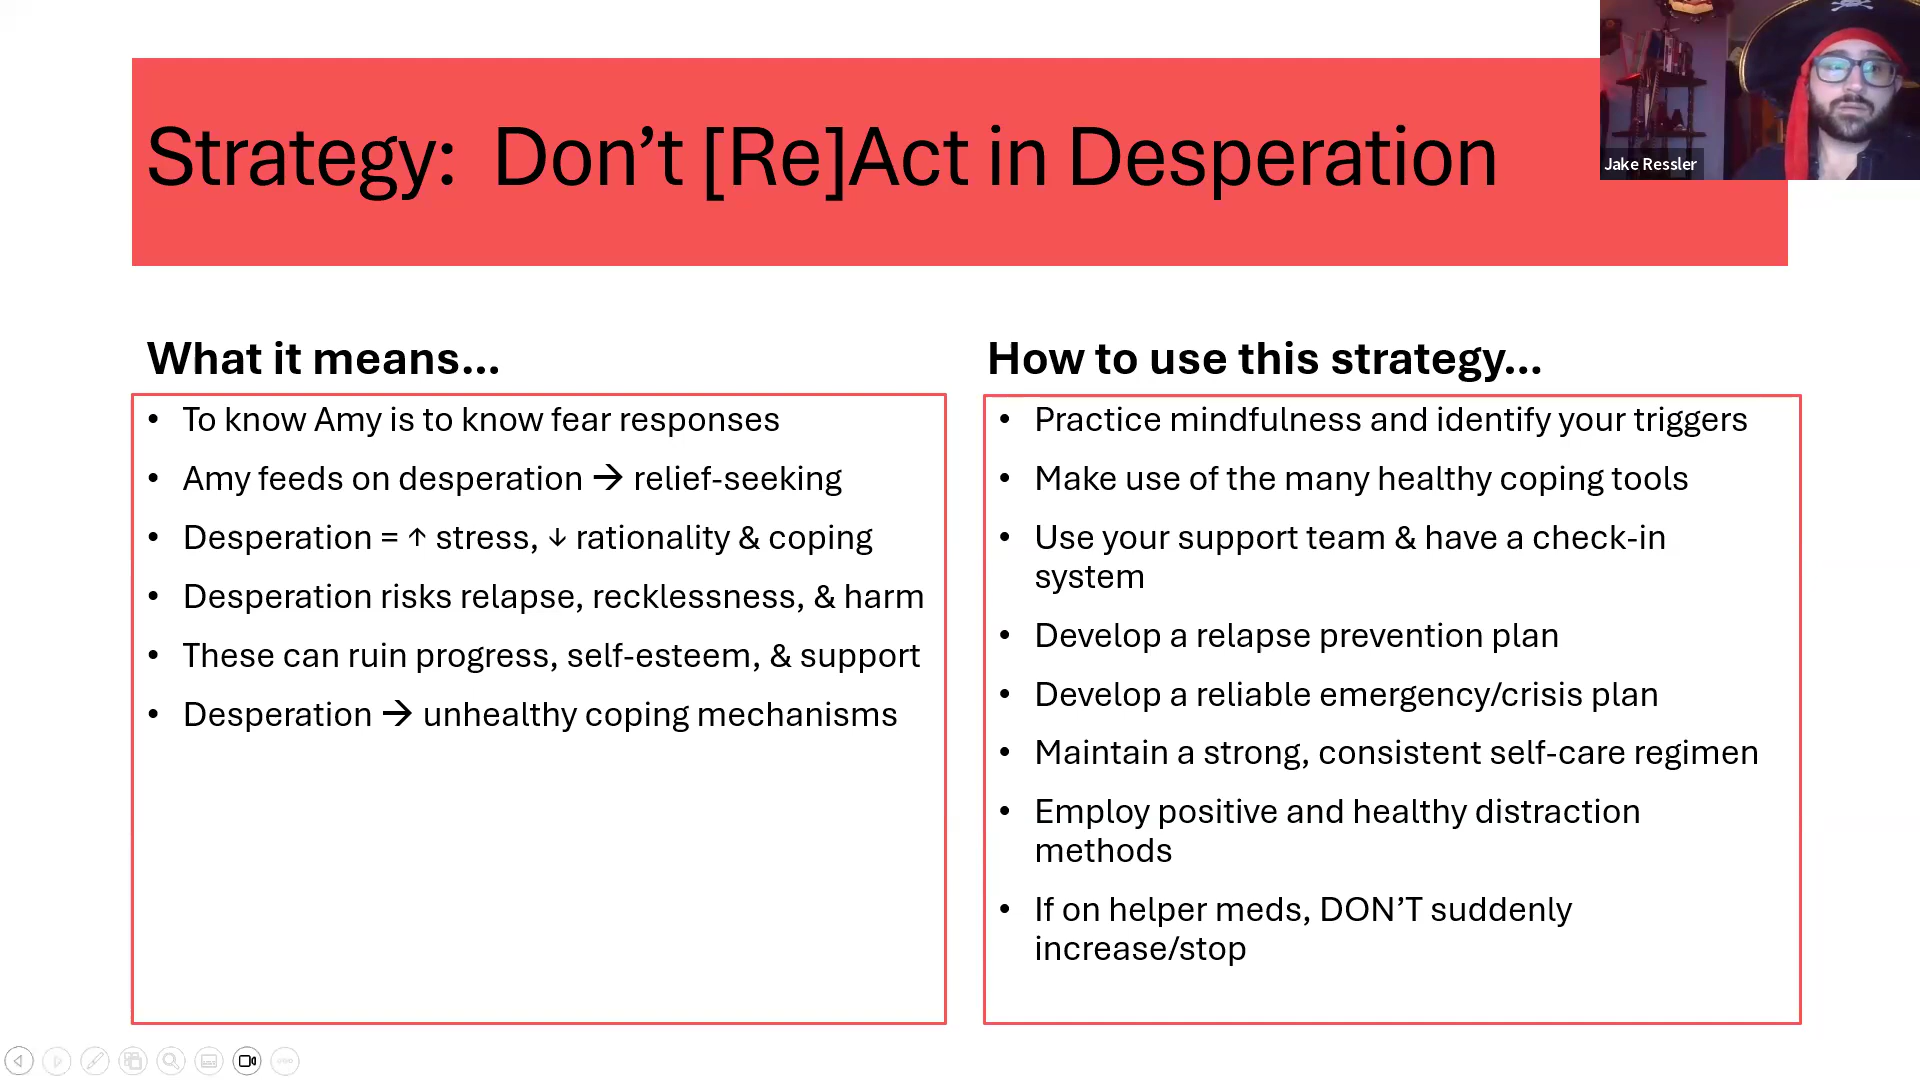 Strategy:  Don’t [Re]Act in Desperation
Jake Ressler
What it means...
• To know Amy is to know fear responses
• Amy feeds on desperation → relief-seeking
• Desperation = ↑ stress, ↓ rationality & coping
• Desperation risks relapse, recklessness, & harm
• These can ruin progress, self-esteem, & support
• Desperation → unhealthy coping mechanisms
How to use this strategy...
• Practice mindfulness and identify your triggers
• Make use of the many healthy coping tools
• Use your support team & have a check-in
system
• Develop a relapse prevention plan
• Develop a reliable emergency/crisis plan
• Maintain a strong, consistent self-care regimen
• Employ positive and healthy distraction
methods
• If on helper meds, DON’T suddenly
increase/stop